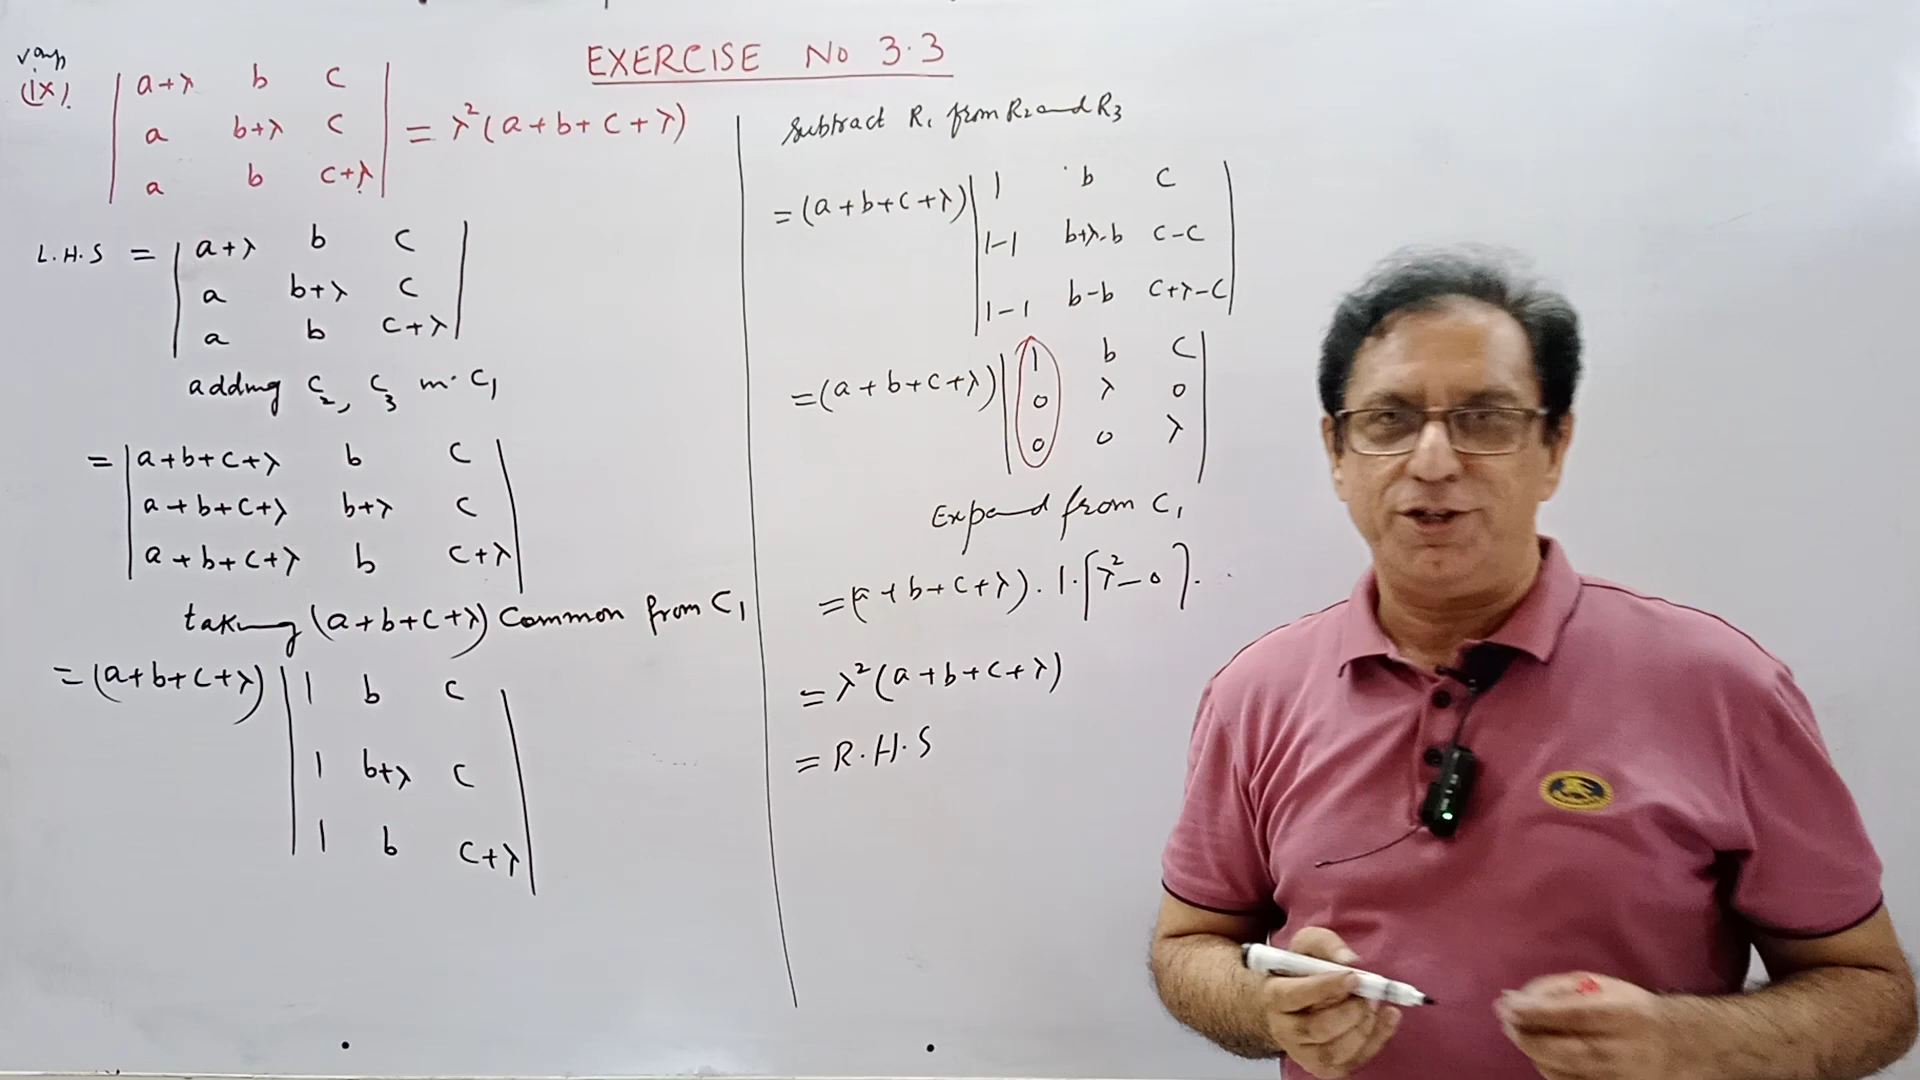 EXERCISE No 3.3
(ix).
| a+λ b c |
| a b+λ c | = λ²(a+b+c+λ)
| a b c+λ |
L.H.S = | a+λ b c |
| a b+λ c |
| a b c+λ |
adding C₂, C₃ in C₁
= | a+b+c+λ b c |
| a+b+c+λ b+λ c |
| a+b+c+λ b c+λ |
taking (a+b+c+λ) Common from C₁
= (a+b+c+λ) | 1 b c |
| 1 b+λ c |
| 1 b c+λ |
Subtract R₁ from R₂ and R₃
= (a+b+c+λ) | 1 b c |
| 1-1 b+λ-b c-c |
| 1-1 b-b c+λ-c |
= (a+b+c+λ) | 1 b c |
| 0 λ 0 |
| 0 0 λ |
Expand from C₁
= (a+b+c+λ).1.[λ²-0].
= λ²(a+b+c+λ)
= R.H.S